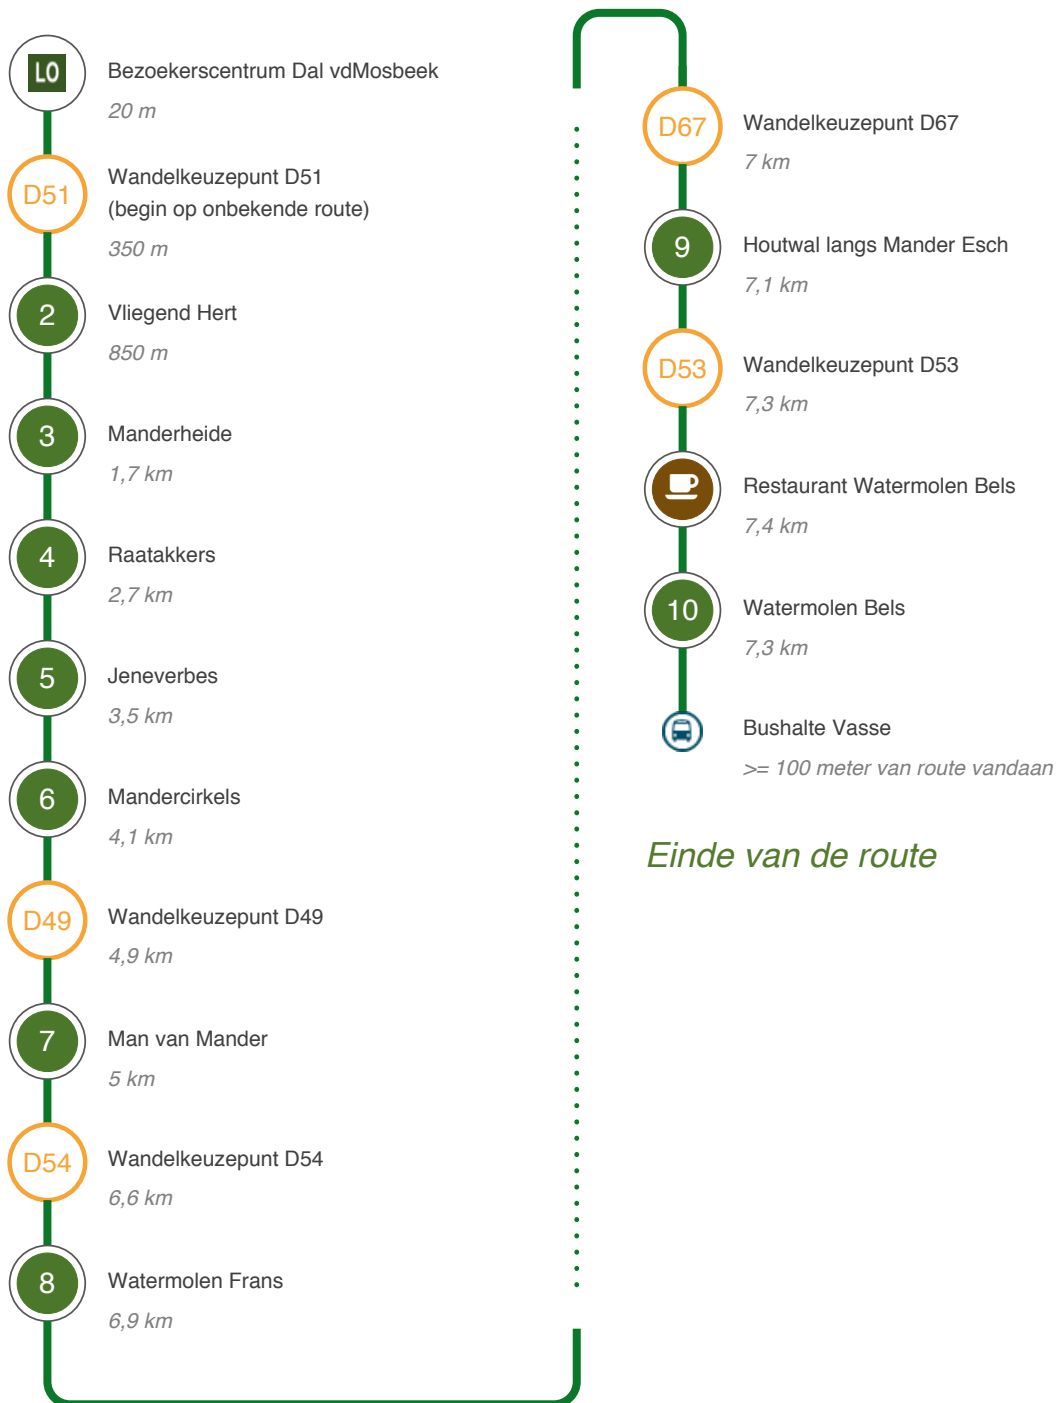 LO
Bezoekerscentrum Dal vdMosbeek
20 m
D51
Wandelkeuzepunt D51
(begin op onbekende route)
350 m
2
Vliegend Hert
850 m
3
Manderheide
1,7 km
4
Raatakkers
2,7 km
5
Jeneverbes
3,5 km
6
Mandercirkels
4,1 km
D49
Wandelkeuzepunt D49
4,9 km
7
Man van Mander
5 km
D54
Wandelkeuzepunt D54
6,6 km
8
Watermolen Frans
6,9 km
D67
Wandelkeuzepunt D67
7 km
9
Houtwal langs Mander Esch
7,1 km
D53
Wandelkeuzepunt D53
7,3 km
Restaurant Watermolen Bels
7,4 km
10
Watermolen Bels
7,3 km
Bushalte Vasse
>= 100 meter van route vandaan
Einde van de route